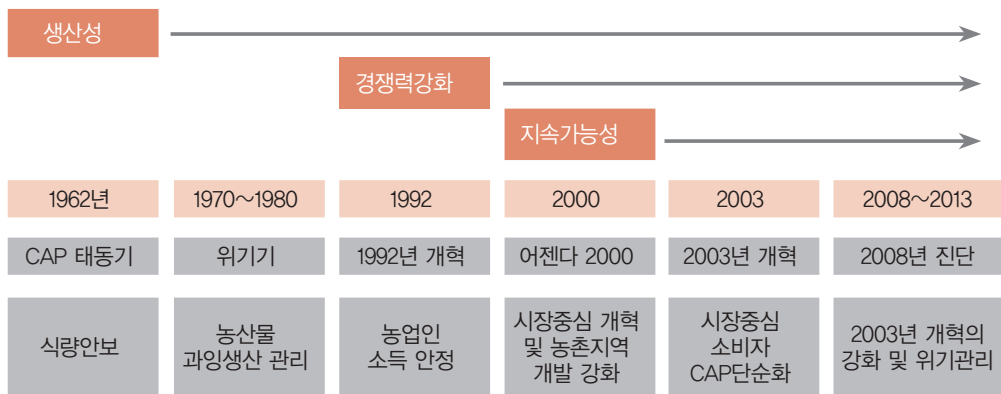 생산성
경쟁력강화
지속가능성
1962년
1970~1980
1992
2000
2003
2008~2013
CAP 태동기
위기기
1992년 개혁
어젠다 2000
2003년 개혁
2008년 진단
식량안보
농산물
과잉생산 관리
농업인
소득 안정
시장중심 개혁
및 농촌지역
개발 강화
시장중심
소비자
CAP단순화
2003년 개혁의
강화 및 위기관리